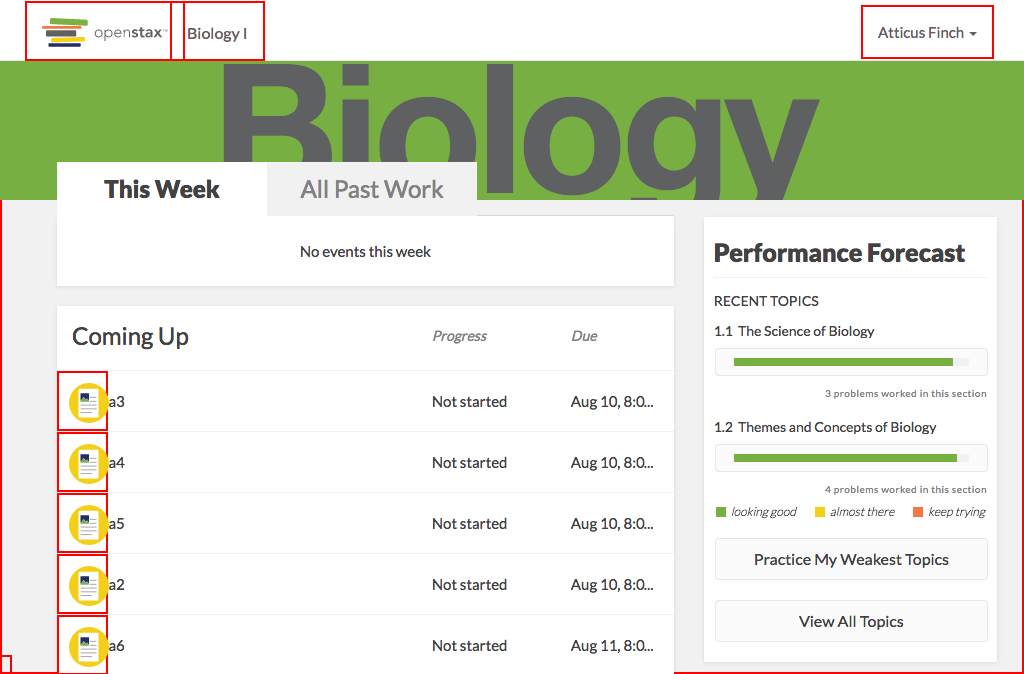 openstax™ Biology I Atticus Finch
Biology
This Week All Past Work
No events this week
Coming Up Progress Due
a3 Not started Aug 10, 8:0...
a4 Not started Aug 10, 8:0...
a5 Not started Aug 10, 8:0...
a2 Not started Aug 10, 8:0...
a6 Not started Aug 11, 8:0...
Performance Forecast
RECENT TOPICS
1.1 The Science of Biology
3 problems worked in this section
1.2 Themes and Concepts of Biology
4 problems worked in this section
looking good almost there keep trying
Practice My Weakest Topics
View All Topics